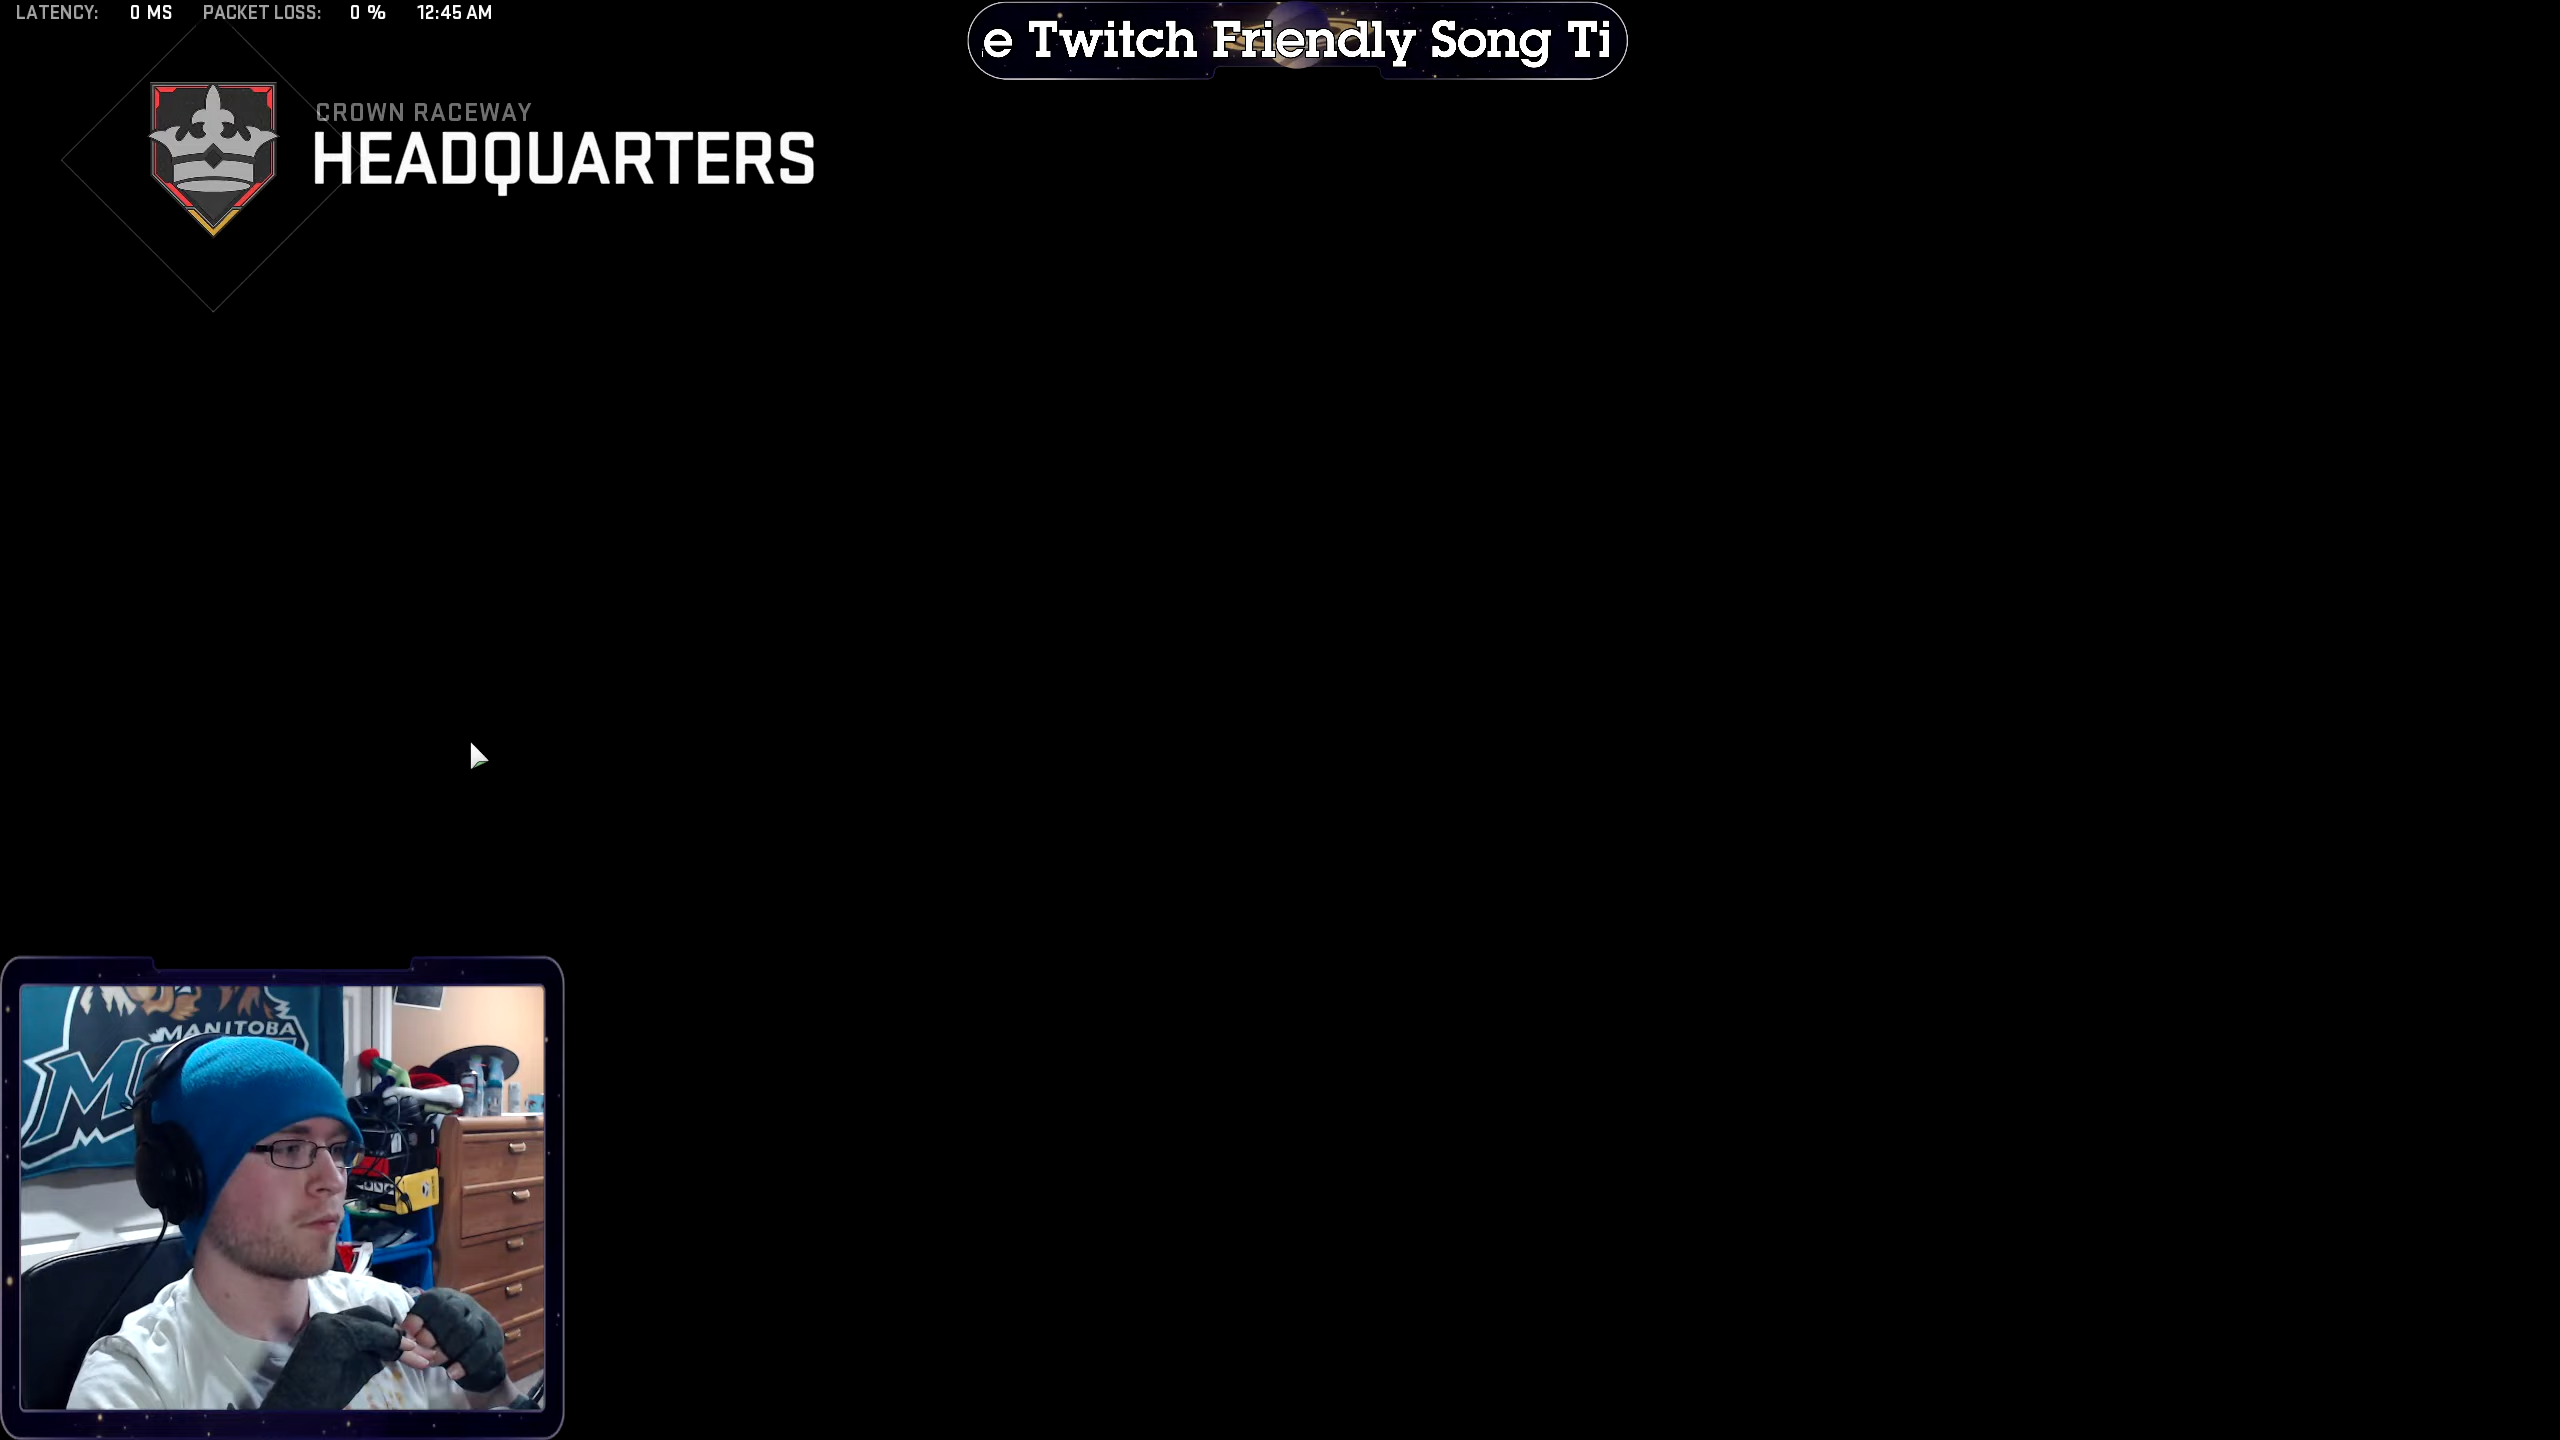 LATENCY: 0 MS PACKET LOSS: 0 % 12:45 AM
e Twitch Friendly Song Ti
CROWN RACEWAY
HEADQUARTERS
MANITOBA